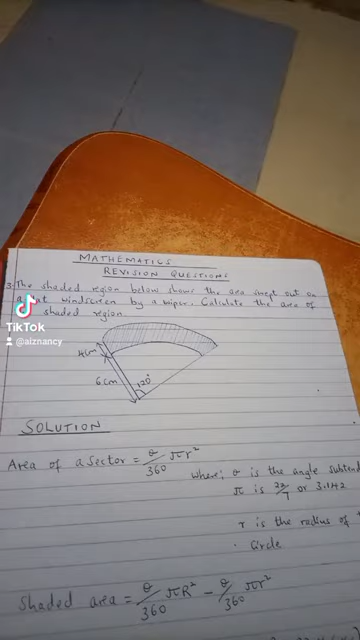 MATHEMATICS
REVISION QUESTIONS
3. The shaded region below shows the area swept out on
a flat windscreen by a wiper. Calculate the area of
shaded region
TikTok
@aiznancy
4cm
6cm
120°
SOLUTION
Area of a Sector = θ/360 πr²
Where; θ is the angle subtend
π is 22/7 or 3.142
r is the radius of
Circle
Shaded area = θ/360 πR² - θ/360 πr²